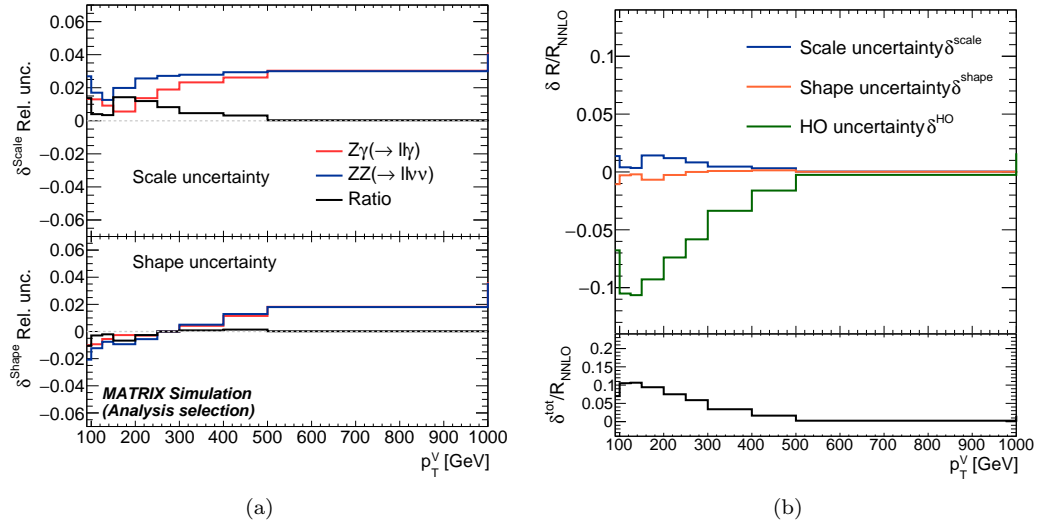 0.06
0.04
0.02
0
−0.02
−0.04
−0.06
δ^Scale Rel. unc.
Zγ(→ llγ)
ZZ(→ llνν)
Ratio
Scale uncertainty
0.06
0.04
0.02
0
−0.02
−0.04
−0.06
δ^Shape Rel. unc.
Shape uncertainty
MATRIX Simulation
(Analysis selection)
100 200 300 400 500 600 700 800 900 1000
p_T^V [GeV]
(a)
0.1
0.05
0
−0.05
−0.1
δ R/R_NNLO
Scale uncertaintyδ^scale
Shape uncertaintyδ^shape
HO uncertaintyδ^HO
0.2
0.15
0.1
0.05
0
δ^tot/R_NNLO
100 200 300 400 500 600 700 800 900 1000
p_T^V [GeV]
(b)